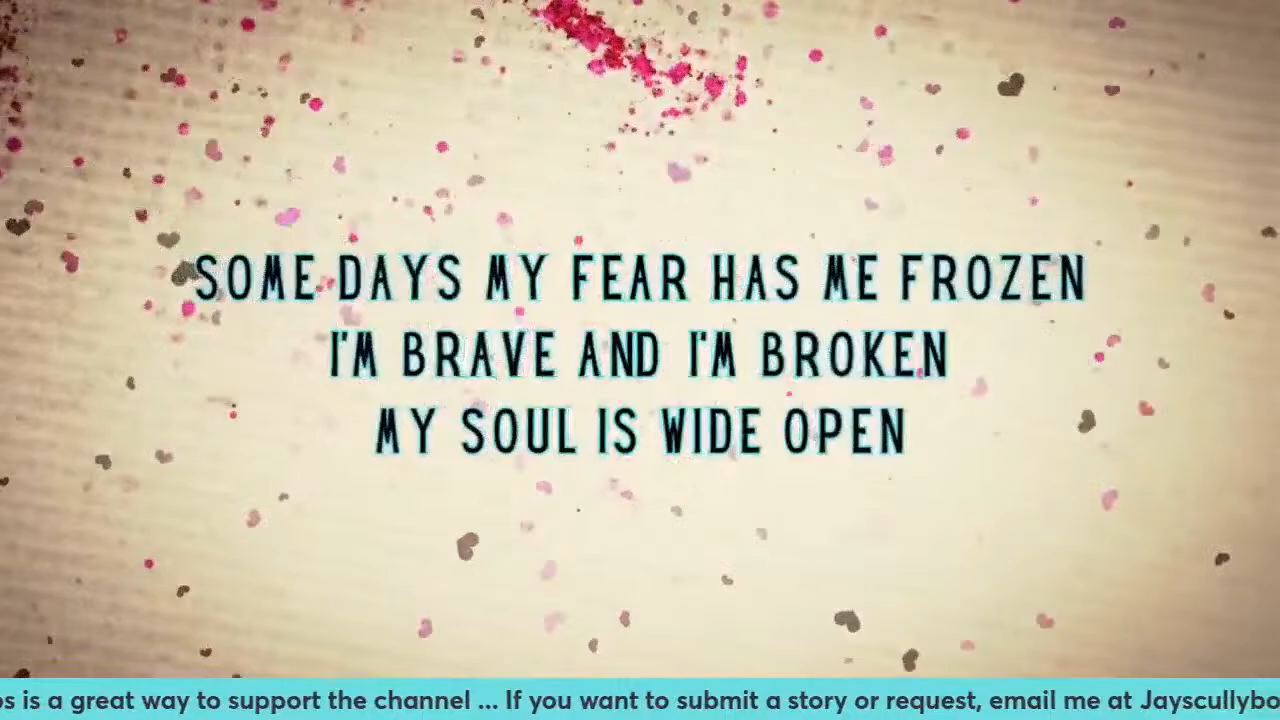 SOME DAYS MY FEAR HAS ME FROZEN
I'M BRAVE AND I'M BROKEN
MY SOUL IS WIDE OPEN
is a great way to support the channel ... If you want to submit a story or request, email me at